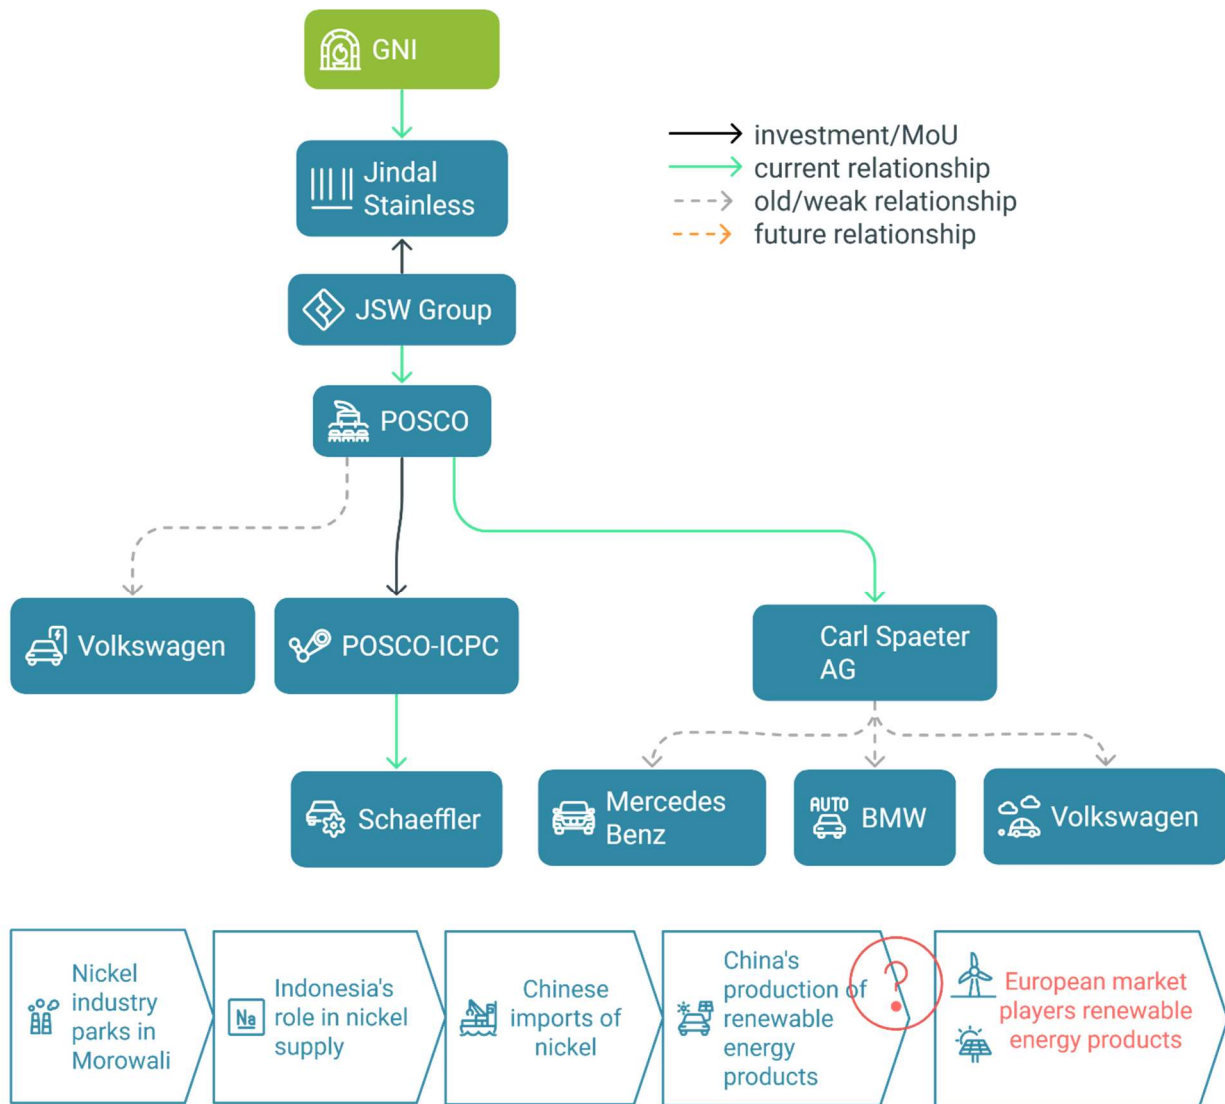 GNI
Jindal
Stainless
investment/MoU
current relationship
old/weak relationship
future relationship
JSW Group
POSCO
Volkswagen
POSCO-ICPC
Carl Spaeter
AG
Schaeffler
Mercedes
Benz
AUTO
BMW
Volkswagen
Nickel
industry
parks in
Morowali
Na
Indonesia's
role in nickel
supply
Chinese
imports of
nickel
China's
production of
renewable
energy
products
?
European market
players renewable
energy products